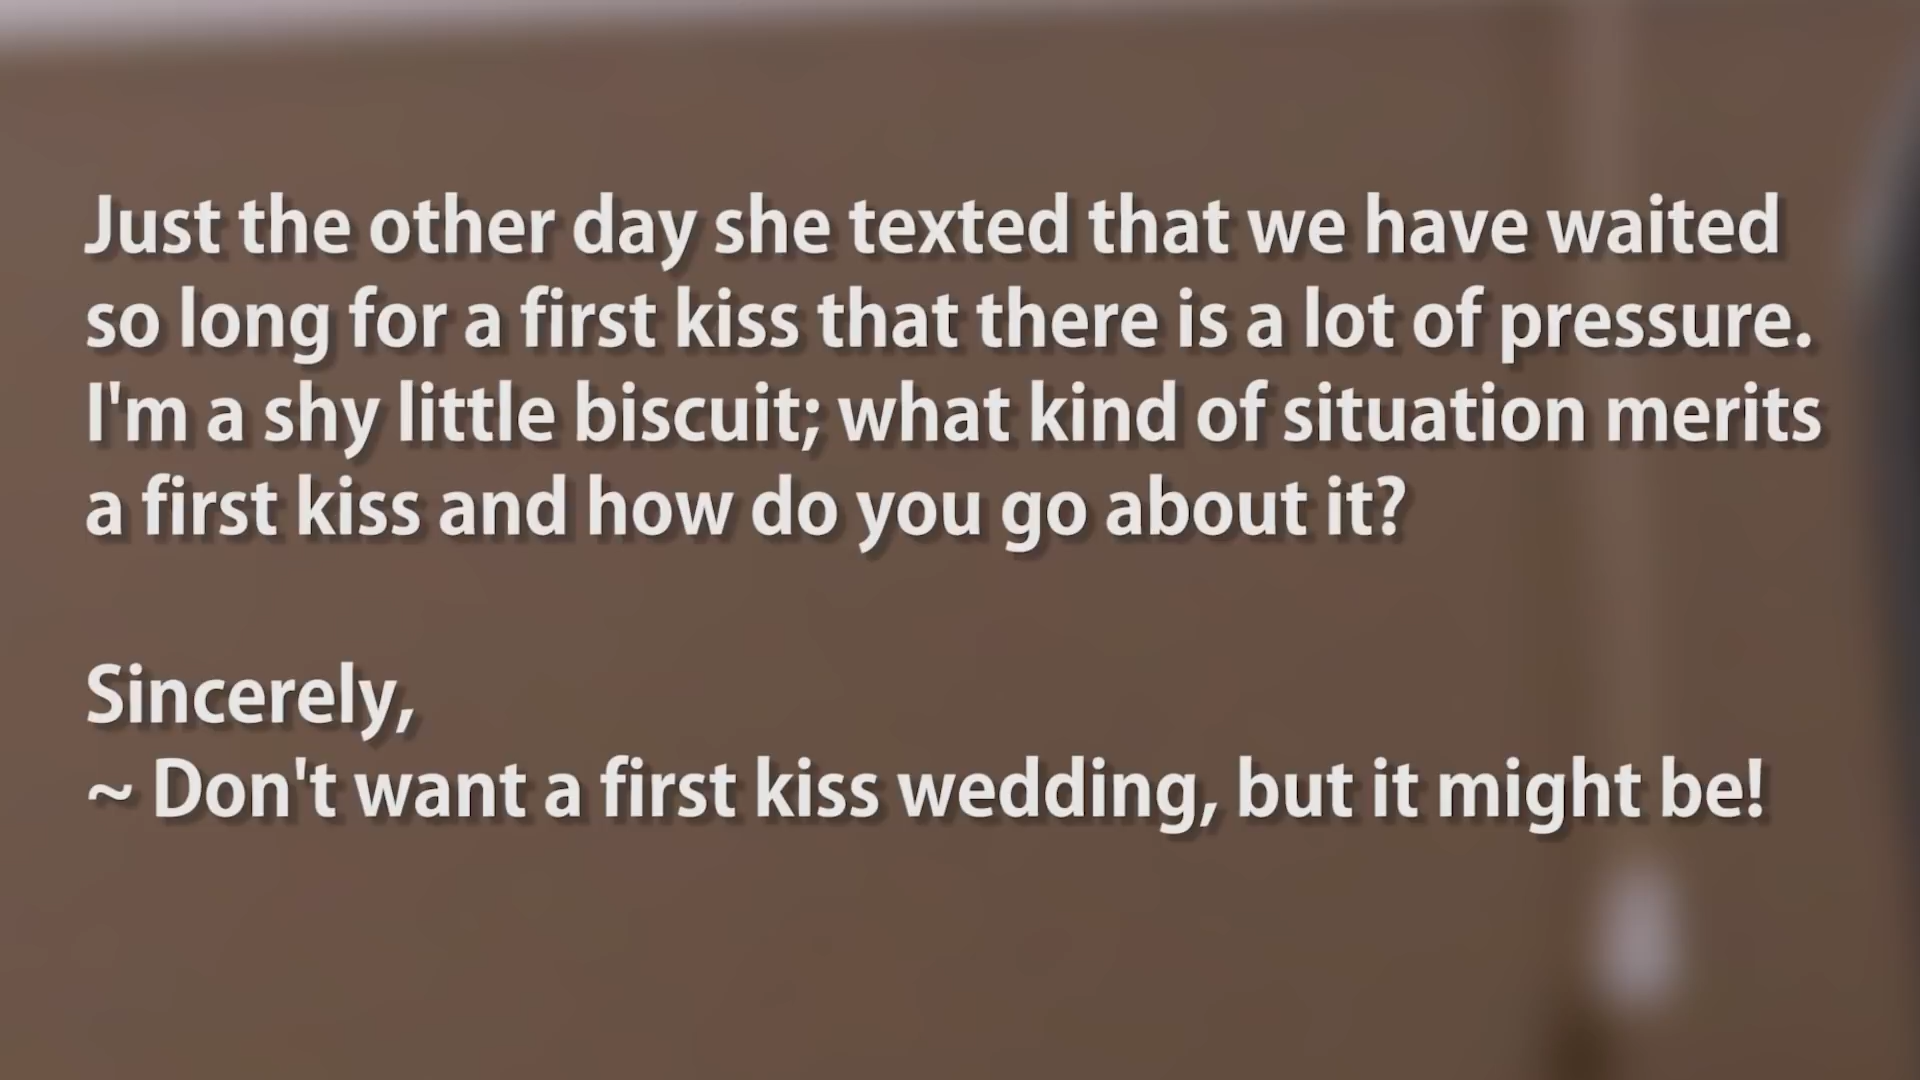 Just the other day she texted that we have waited
so long for a first kiss that there is a lot of pressure.
I'm a shy little biscuit; what kind of situation merits
a first kiss and how do you go about it?
Sincerely,
~ Don't want a first kiss wedding, but it might be!